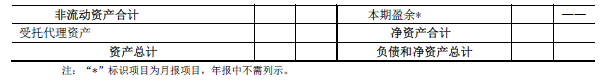 非流动资产合计 本期盈余* ——
受托代理资产 净资产合计
资产总计 负债和净资产总计
注：“*”标识项目为月报项目，年报中不需列示。